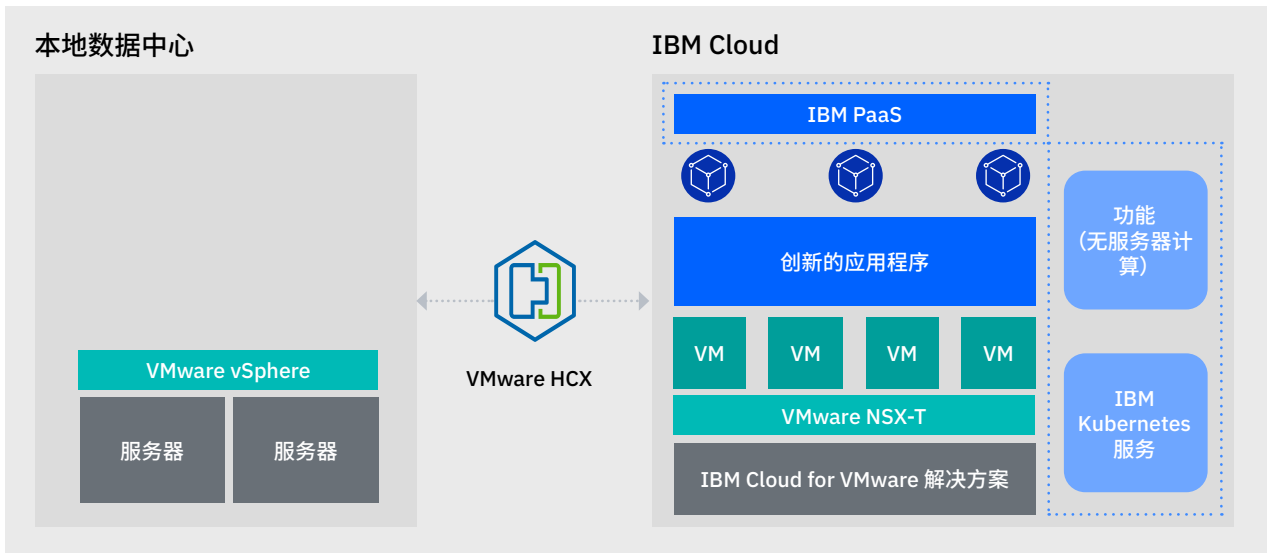 本地数据中心
VMware vSphere
服务器
服务器
VMware HCX
IBM Cloud
IBM PaaS
创新的应用程序
VM
VM
VM
VM
VMware NSX-T
IBM Cloud for VMware 解决方案
功能
（无服务器计
算）
IBM
Kubernetes
服务